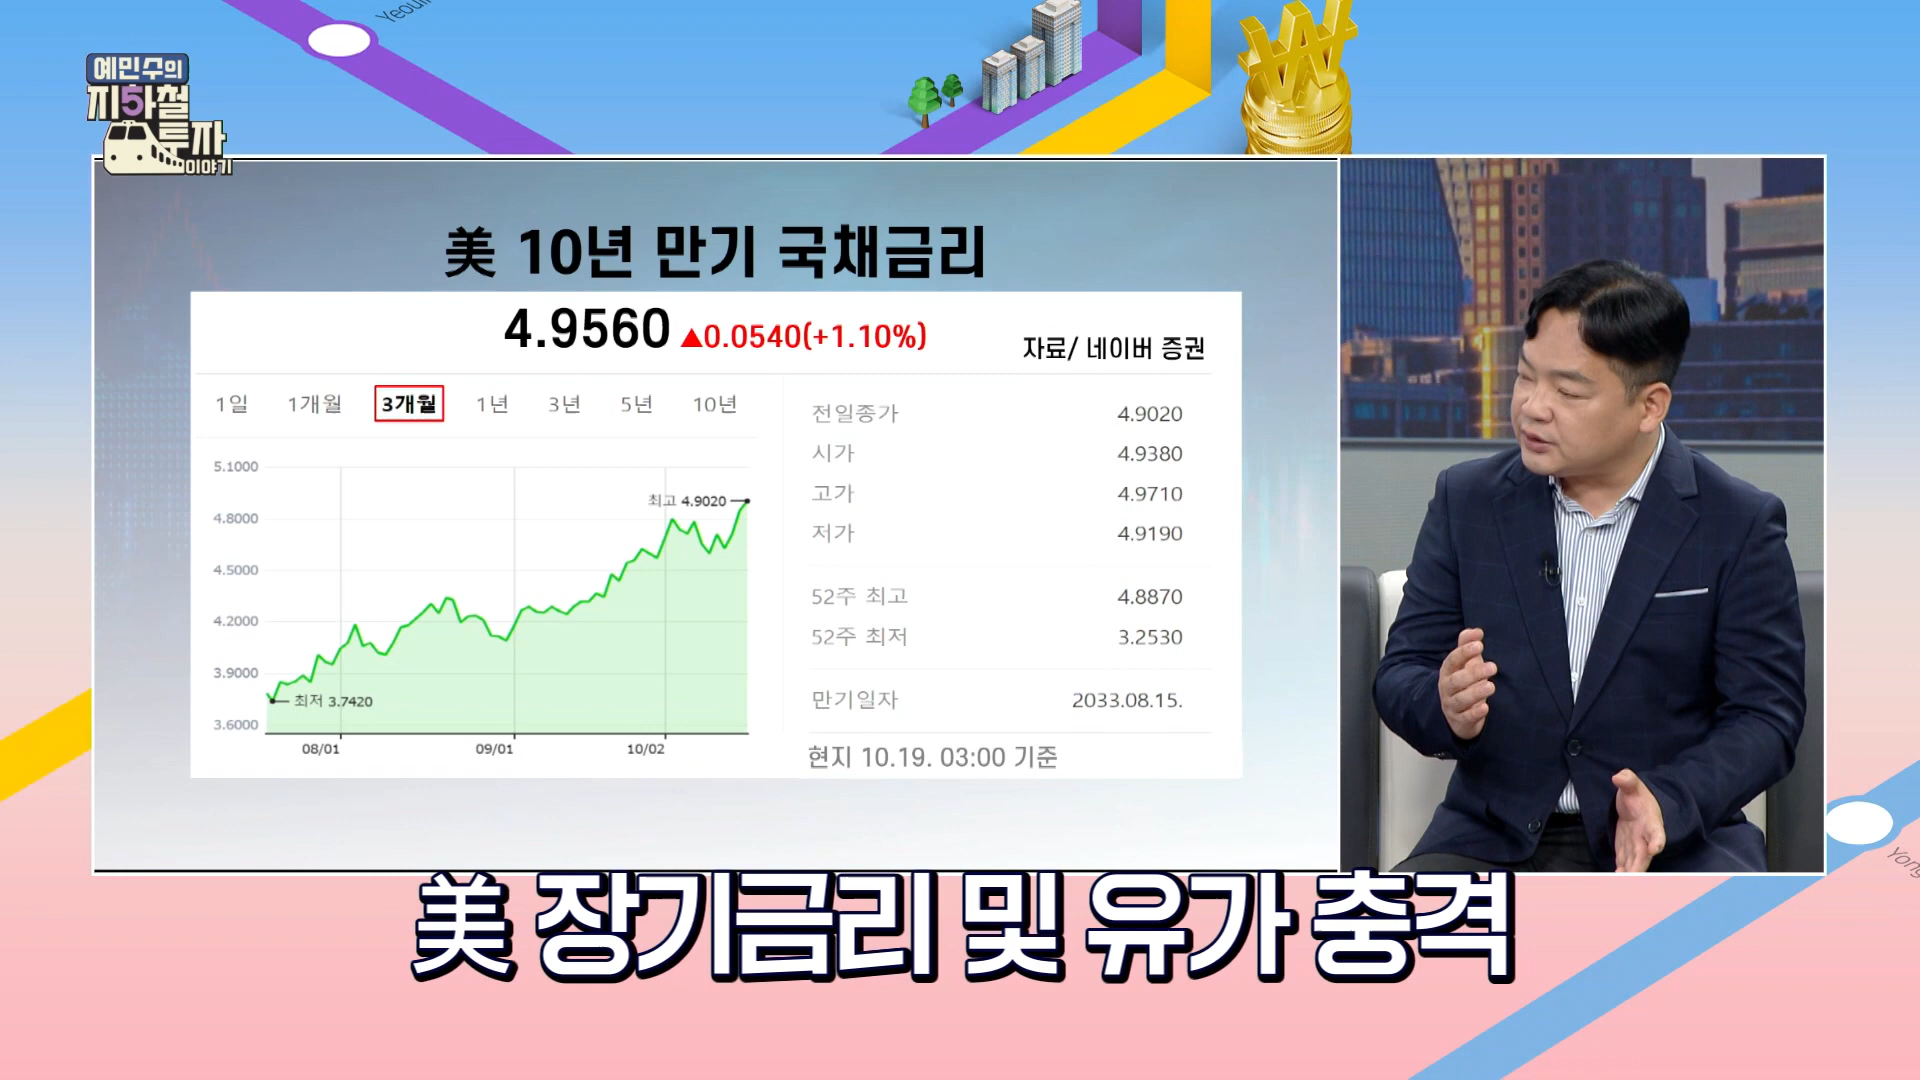 예민수의
지하철
투자
이야기
美 10년 만기 국채금리
4.9560 ▲0.0540(+1.10%)
자료/ 네이버 증권
1일 1개월 3개월 1년 3년 5년 10년
5.1000
4.8000
4.5000
4.2000
3.9000
3.6000
최고 4.9020
최저 3.7420
08/01 09/01 10/02
전일종가 4.9020
시가 4.9380
고가 4.9710
저가 4.9190
52주 최고 4.8870
52주 최저 3.2530
만기일자 2033.08.15.
현지 10.19. 03:00 기준
美 장기금리 및 유가 충격